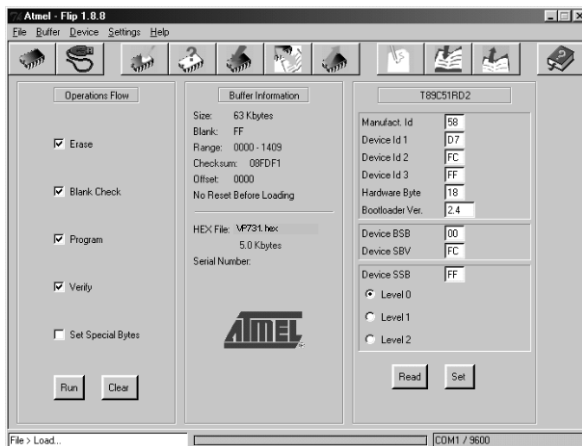 Atmel - Flip 1.8.8
File Buffer Device Settings Help
Operations Flow
Erase
Blank Check
Program
Verify
Set Special Bytes
Run Clear
Buffer Information
Size: 63 Kbytes
Blank: FF
Range: 0000 - 1409
Checksum: 08FDF1
Offset: 0000
No Reset Before Loading
HEX File: VP731.hex
5.0 Kbytes
Serial Number:
ATMEL
T89C51RD2
Manufact. Id 58
Device Id 1 D7
Device Id 2 FC
Device Id 3 FF
Hardware Byte 18
Bootloader Ver. 2.4
Device BSB 00
Device SBV FC
Device SSB FF
Level 0
Level 1
Level 2
Read Set
File > Load...
COM1 / 9600